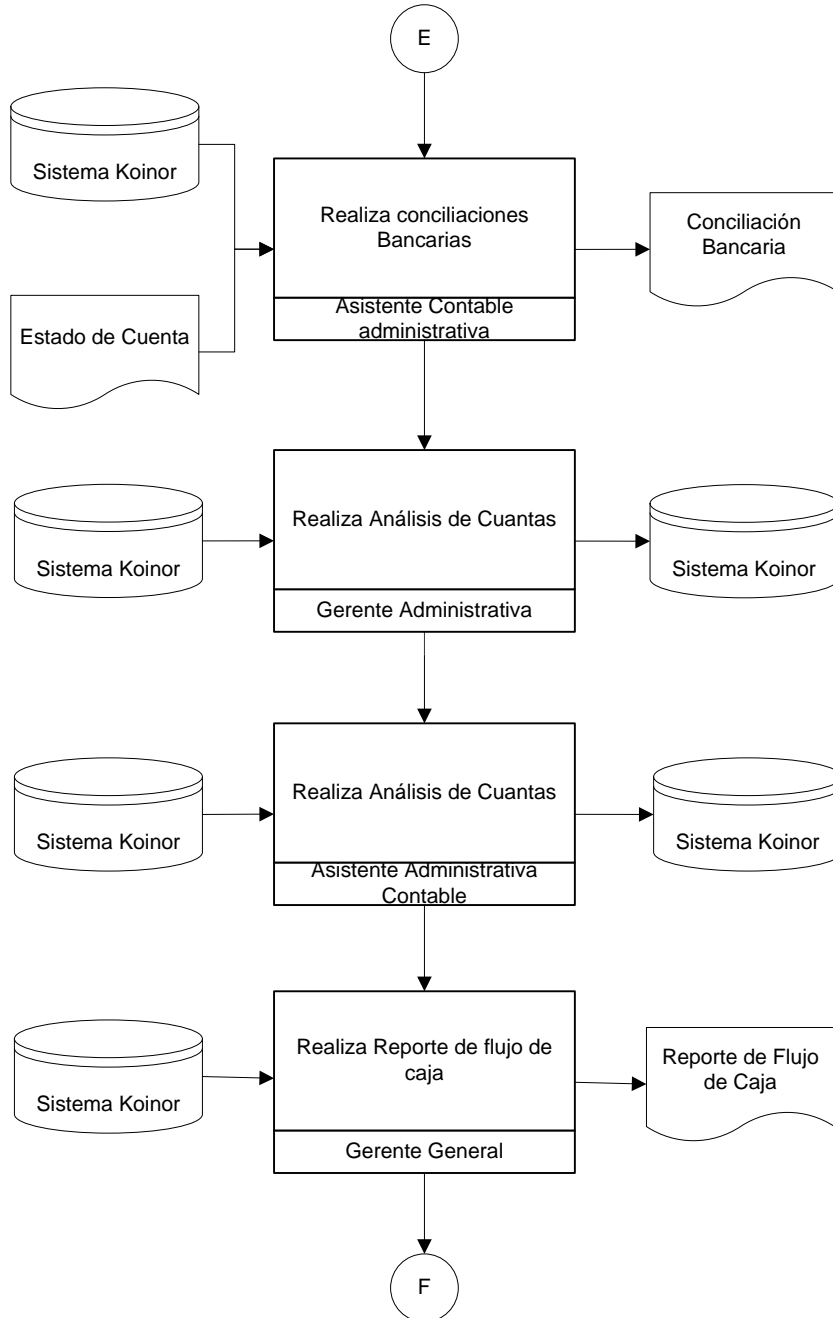 E
Sistema Koinor
Realiza conciliaciones
Bancarias
Conciliación
Bancaria
Estado de Cuenta
Asistente Contable
administrativa
Sistema Koinor
Realiza Análisis de Cuantas
Sistema Koinor
Gerente Administrativa
Sistema Koinor
Realiza Análisis de Cuantas
Sistema Koinor
Asistente Administrativa
Contable
Sistema Koinor
Realiza Reporte de flujo de
caja
Reporte de Flujo
de Caja
Gerente General
F